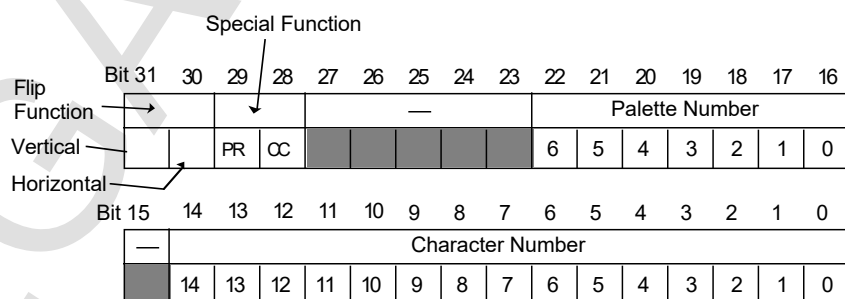 Special Function
Bit 31 30 29 28 27 26 25 24 23 22 21 20 19 18 17 16
Flip
Function — Palette Number
Vertical PR CC 6 5 4 3 2 1 0
Horizontal
Bit 15 14 13 12 11 10 9 8 7 6 5 4 3 2 1 0
— Character Number
14 13 12 11 10 9 8 7 6 5 4 3 2 1 0